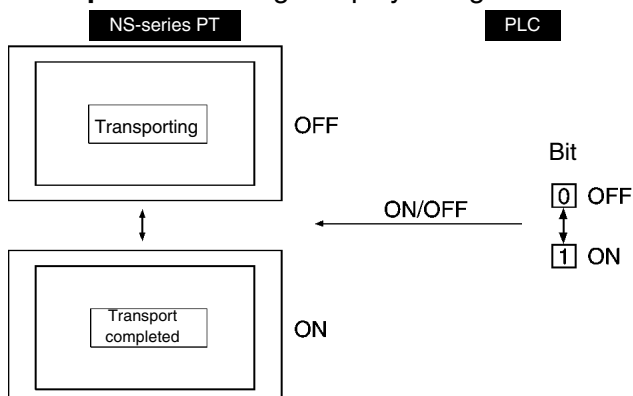 NS-series PT
PLC
Transporting
OFF
Bit
0 OFF
ON/OFF
1 ON
Transport
completed
ON